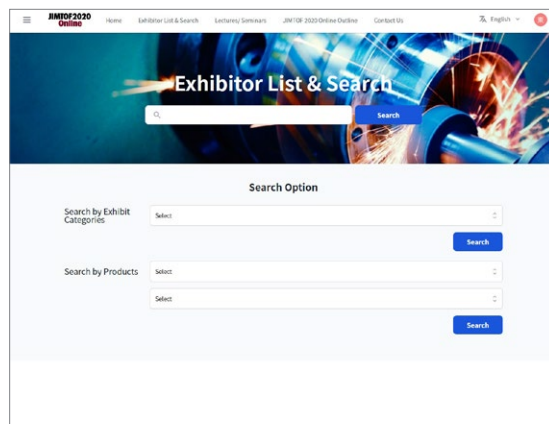 JIMTOF2020
Online
Home
Exhibitor List & Search
Lectures/ Seminars
JIMTOF 2020 Online Outline
Contact Us
English
Exhibitor List & Search
Search
Search Option
Search by Exhibit
Categories
Select
Search
Search by Products
Select
Select
Search